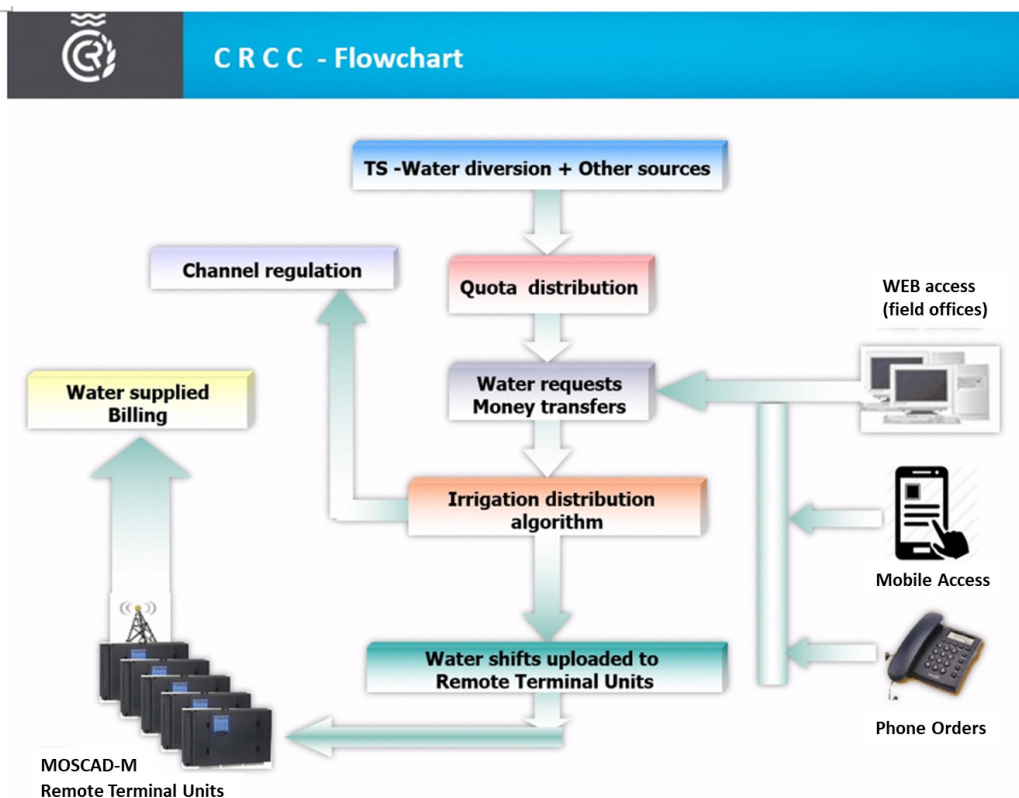 C R C C - Flowchart
TS -Water diversion + Other sources
Channel regulation
Quota distribution
WEB access
(field offices)
Water supplied
Billing
Water requests
Money transfers
Irrigation distribution
algorithm
Mobile Access
Water shifts uploaded to
Remote Terminal Units
Phone Orders
MOSCAD-M
Remote Terminal Units